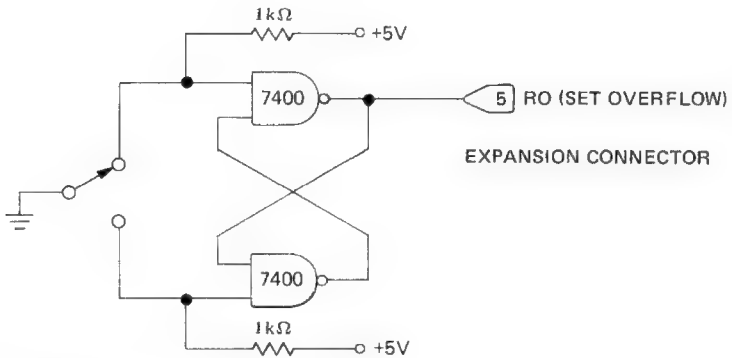 1kΩ
+5V
7400
5 RO (SET OVERFLOW)
EXPANSION CONNECTOR
7400
1kΩ
+5V